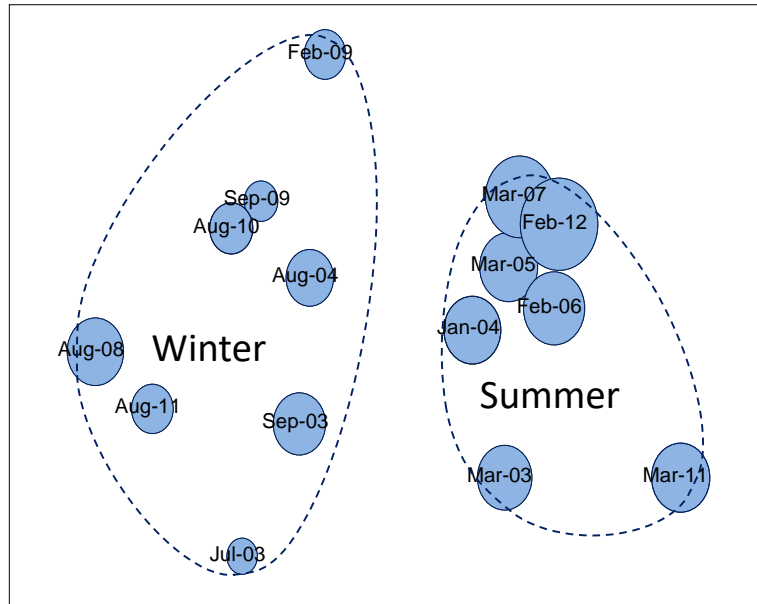 Feb-09
Mar-07
Sep-09
Feb-12
Aug-10
Mar-05
Aug-04
Feb-06
Jan-04
Aug-08
Winter
Summer
Aug-11
Sep-03
Mar-03
Mar-11
Jul-03